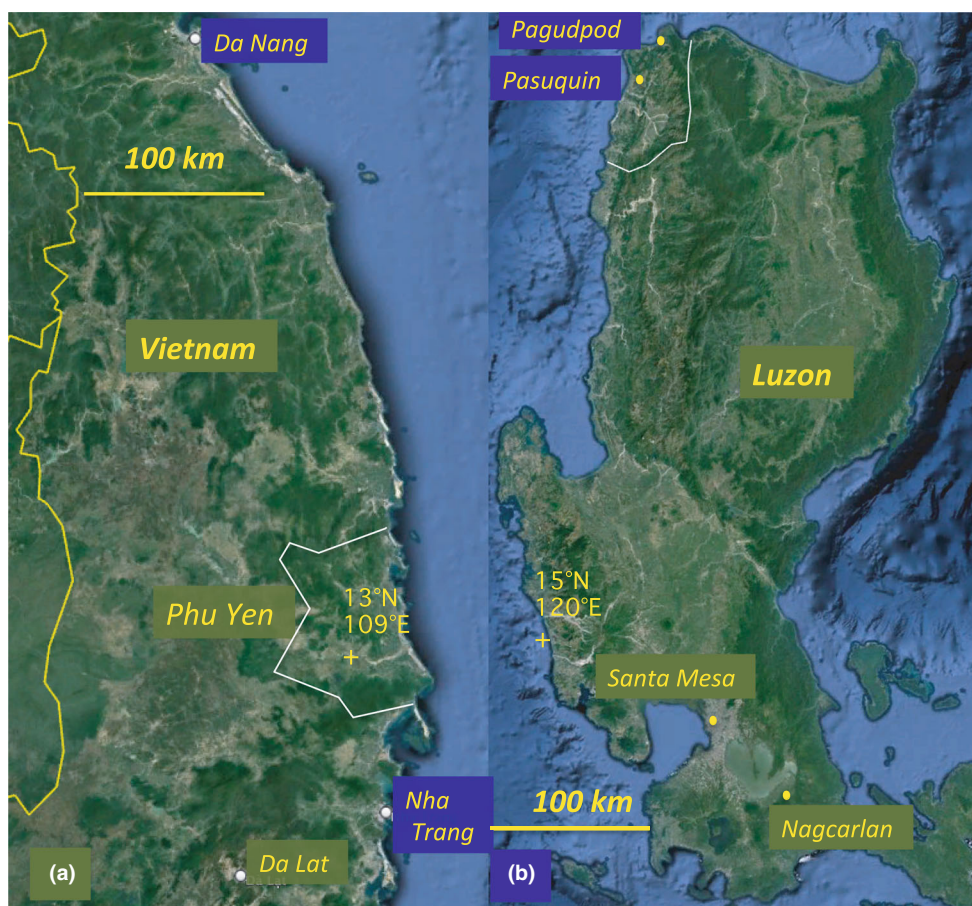 Da Nang
100 km
Vietnam
Phu Yen
13°N
109°E
Nha
Trang
Da Lat
(a)
Pagudpod
Pasuquin
Luzon
15°N
120°E
Santa Mesa
100 km
Nagcarlan
(b)